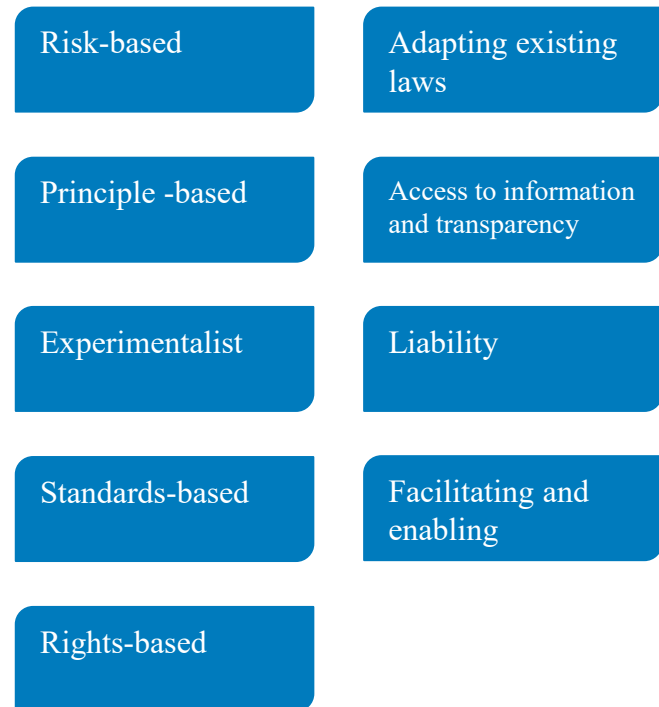 Risk-based
Adapting existing
laws
Principle -based
Access to information
and transparency
Experimentalist
Liability
Standards-based
Facilitating and
enabling
Rights-based